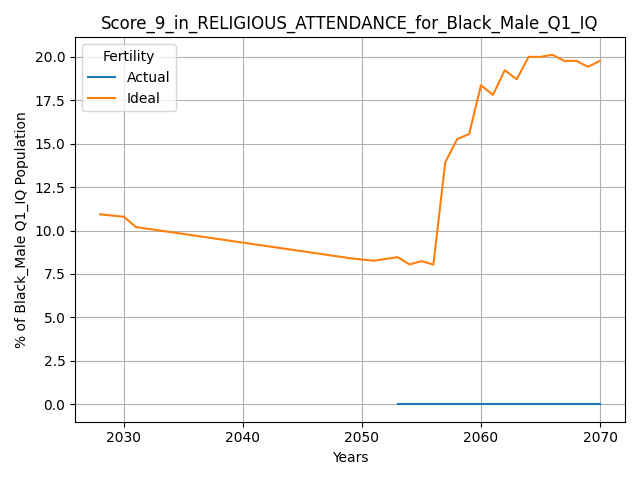 Score_9_in_RELIGIOUS_ATTENDANCE_for_Black_Male_Q1_IQ
Fertility
Actual
Ideal
% of Black_Male Q1_IQ Population
20.0
17.5
15.0
12.5
10.0
7.5
5.0
2.5
0.0
2030
2040
2050
2060
2070
Years